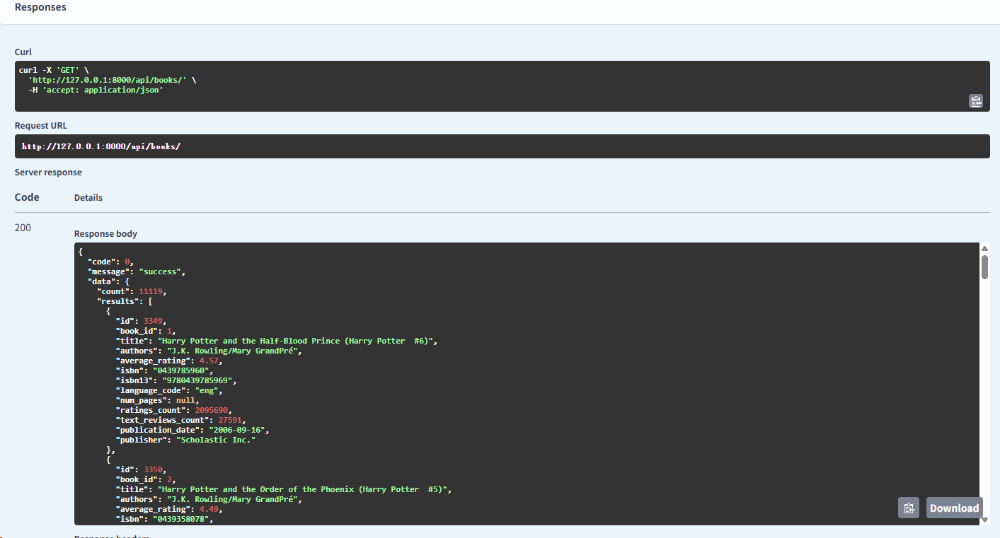 Responses
Curl
curl -X 'GET' \
  'http://127.0.0.1:8000/api/books/' \
  -H 'accept: application/json'
Request URL
http://127.0.0.1:8000/api/books/
Server response
Code Details
200
Response body
{
  "code": 0,
  "message": "success",
  "data": {
    "count": 11119,
    "results": [
      {
        "id": 3349,
        "book_id": 1,
        "title": "Harry Potter and the Half-Blood Prince (Harry Potter  #6)",
        "authors": "J.K. Rowling/Mary GrandPré",
        "average_rating": 4.57,
        "isbn": "0439785960",
        "isbn13": "9780439785969",
        "language_code": "eng",
        "num_pages": null,
        "ratings_count": 2095690,
        "text_reviews_count": 27591,
        "publication_date": "2006-09-16",
        "publisher": "Scholastic Inc."
      },
      {
        "id": 3350,
        "book_id": 2,
        "title": "Harry Potter and the Order of the Phoenix (Harry Potter  #5)",
        "authors": "J.K. Rowling/Mary GrandPré",
        "average_rating": 4.49,
        "isbn": "0439358078",
Download
Response headers